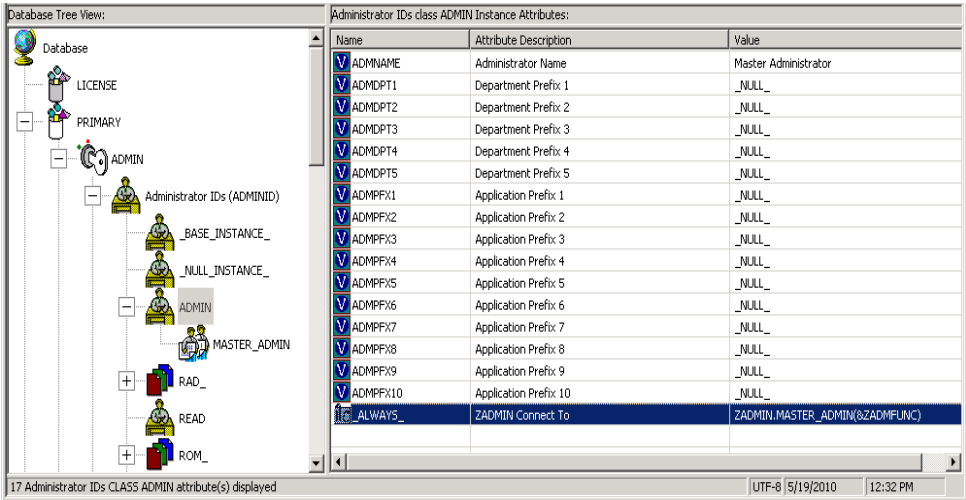 Database Tree View:
Database
LICENSE
PRIMARY
ADMIN
Administrator IDs (ADMINID)
_BASE_INSTANCE_
_NULL_INSTANCE_
ADMIN
MASTER_ADMIN
RAD_
READ
ROM_
Administrator IDs class ADMIN Instance Attributes:
Name Attribute Description Value
ADMNAME Administrator Name Master Administrator
ADMDPT1 Department Prefix 1 _NULL_
ADMDPT2 Department Prefix 2 _NULL_
ADMDPT3 Department Prefix 3 _NULL_
ADMDPT4 Department Prefix 4 _NULL_
ADMDPT5 Department Prefix 5 _NULL_
ADMPFX1 Application Prefix 1 _NULL_
ADMPFX2 Application Prefix 2 _NULL_
ADMPFX3 Application Prefix 3 _NULL_
ADMPFX4 Application Prefix 4 _NULL_
ADMPFX5 Application Prefix 5 _NULL_
ADMPFX6 Application Prefix 6 _NULL_
ADMPFX7 Application Prefix 7 _NULL_
ADMPFX8 Application Prefix 8 _NULL_
ADMPFX9 Application Prefix 9 _NULL_
ADMPFX10 Application Prefix 10 _NULL_
_ALWAYS_ ZADMIN Connect To ZADMIN.MASTER_ADMIN(&ZADMFUNC)
17 Administrator IDs CLASS ADMIN attribute(s) displayed UTF-8 5/19/2010 12:32 PM